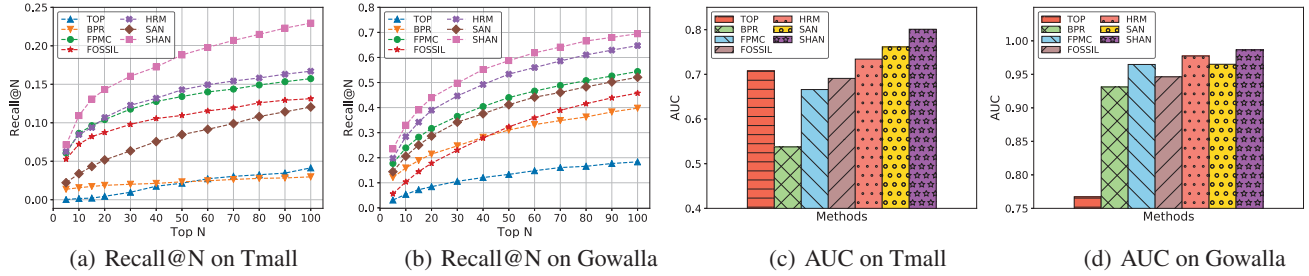 0.25
0.20
0.15
0.10
0.05
0.00
Recall@N
TOP
BPR
FPMC
FOSSIL
HRM
SAN
SHAN
0 10 20 30 40 50 60 70 80 90 100
Top N
(a) Recall@N on Tmall
0.8
0.7
0.6
0.5
0.4
0.3
0.2
0.1
0.0
Recall@N
TOP
BPR
FPMC
FOSSIL
HRM
SAN
SHAN
0 10 20 30 40 50 60 70 80 90 100
Top N
(b) Recall@N on Gowalla
0.8
0.7
0.6
0.5
0.4
AUC
TOP
BPR
FPMC
FOSSIL
HRM
SAN
SHAN
Methods
(c) AUC on Tmall
1.00
0.95
0.90
0.85
0.80
0.75
AUC
TOP
BPR
FPMC
FOSSIL
HRM
SAN
SHAN
Methods
(d) AUC on Gowalla